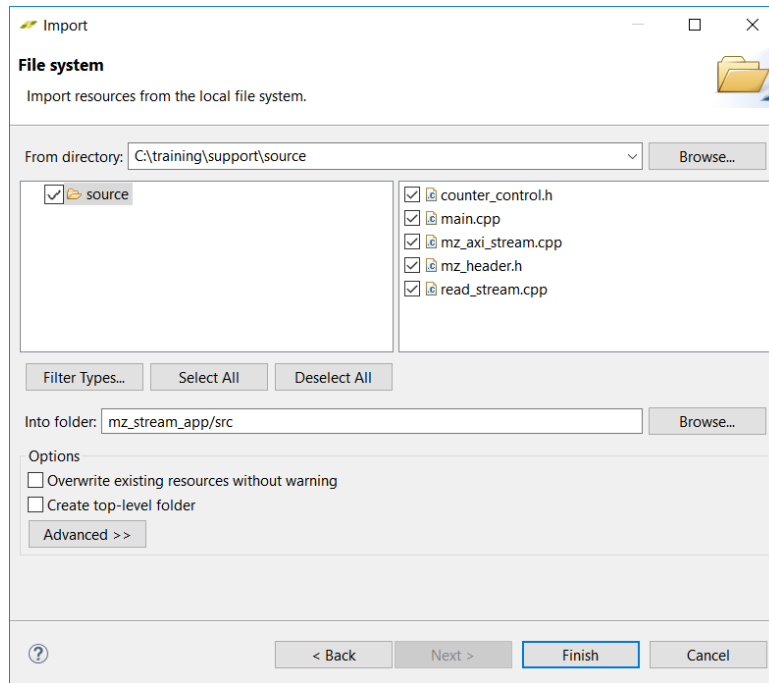 Import
File system
Import resources from the local file system.
From directory: C:\training\support\source Browse...
source
counter_control.h
main.cpp
mz_axi_stream.cpp
mz_header.h
read_stream.cpp
Filter Types... Select All Deselect All
Into folder: mz_stream_app/src Browse...
Options
Overwrite existing resources without warning
Create top-level folder
Advanced >>
? < Back Next > Finish Cancel